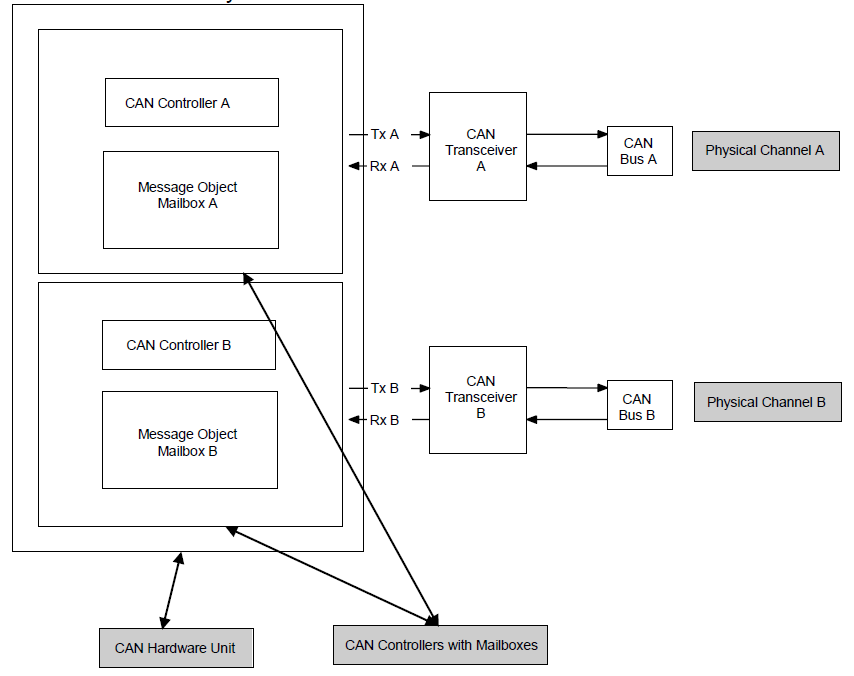 CAN Controller A
Message Object
Mailbox A
Tx A
Rx A
CAN
Transceiver
A
CAN
Bus A
Physical Channel A
CAN Controller B
Message Object
Mailbox B
Tx B
Rx B
CAN
Transceiver
B
CAN
Bus B
Physical Channel B
CAN Hardware Unit
CAN Controllers with Mailboxes